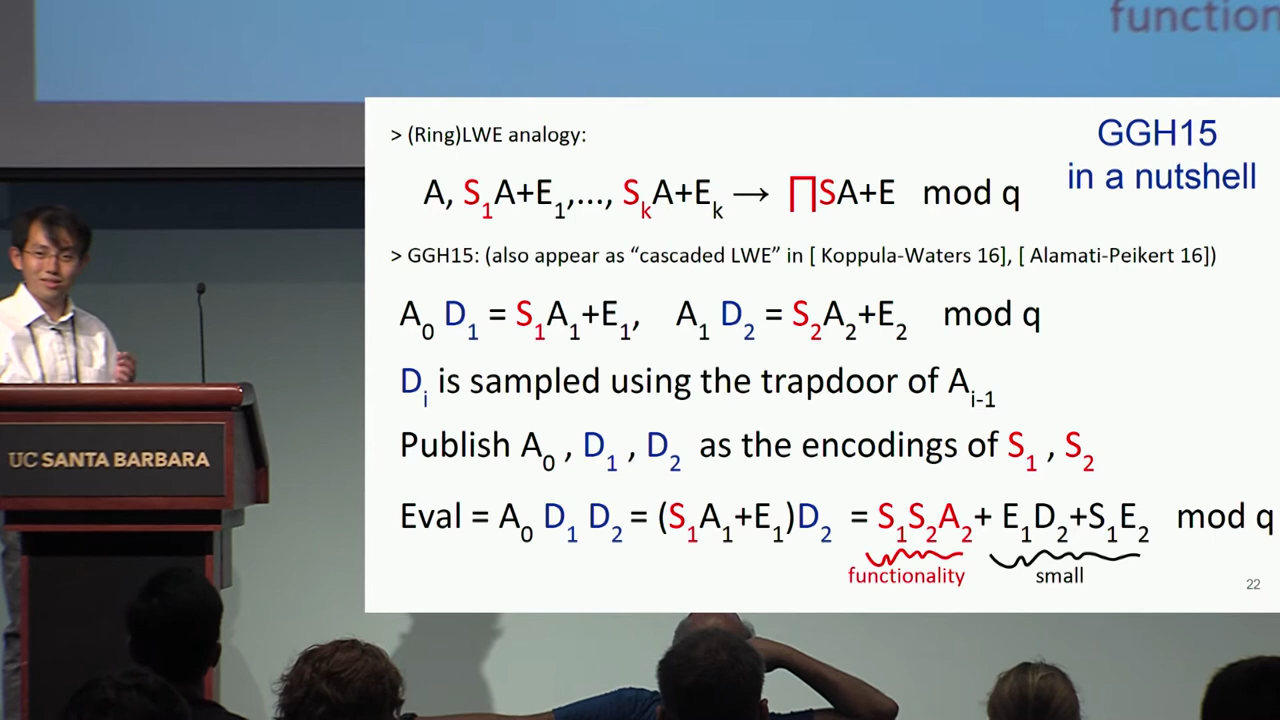 function
GGH15
in a nutshell
> (Ring)LWE analogy:
A, S₁A+E₁,..., SₖA+Eₖ → ∏SA+E mod q
> GGH15: (also appear as “cascaded LWE” in [ Koppula-Waters 16], [ Alamati-Peikert 16])
A₀ D₁ = S₁A₁+E₁, A₁ D₂ = S₂A₂+E₂ mod q
Dᵢ is sampled using the trapdoor of Aᵢ₋₁
Publish A₀ , D₁ , D₂ as the encodings of S₁ , S₂
Eval = A₀ D₁ D₂ = (S₁A₁+E₁)D₂ = S₁S₂A₂+ E₁D₂+S₁E₂ mod q
functionality small
22
UC SANTA BARBARA